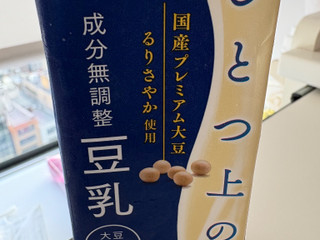 ひとつ上の
国産プレミアム大豆
るりさやか使用
成分無調整
豆乳
大豆